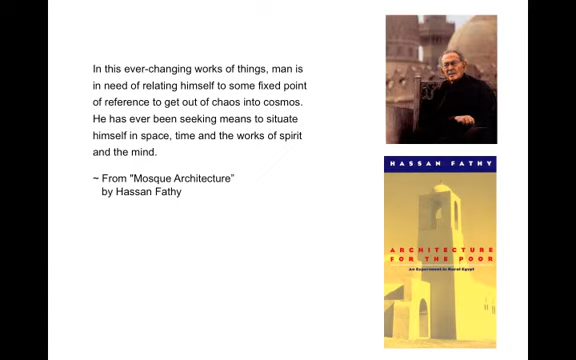 In this ever-changing works of things, man is
in need of relating himself to some fixed point
of reference to get out of chaos into cosmos.
He has ever been seeking means to situate
himself in space, time and the works of spirit
and the mind.
~ From "Mosque Architecture”
by Hassan Fathy
HASSAN FATHY
ARCHITECTURE
FOR THE POOR
an Experiment in Rural Egypt